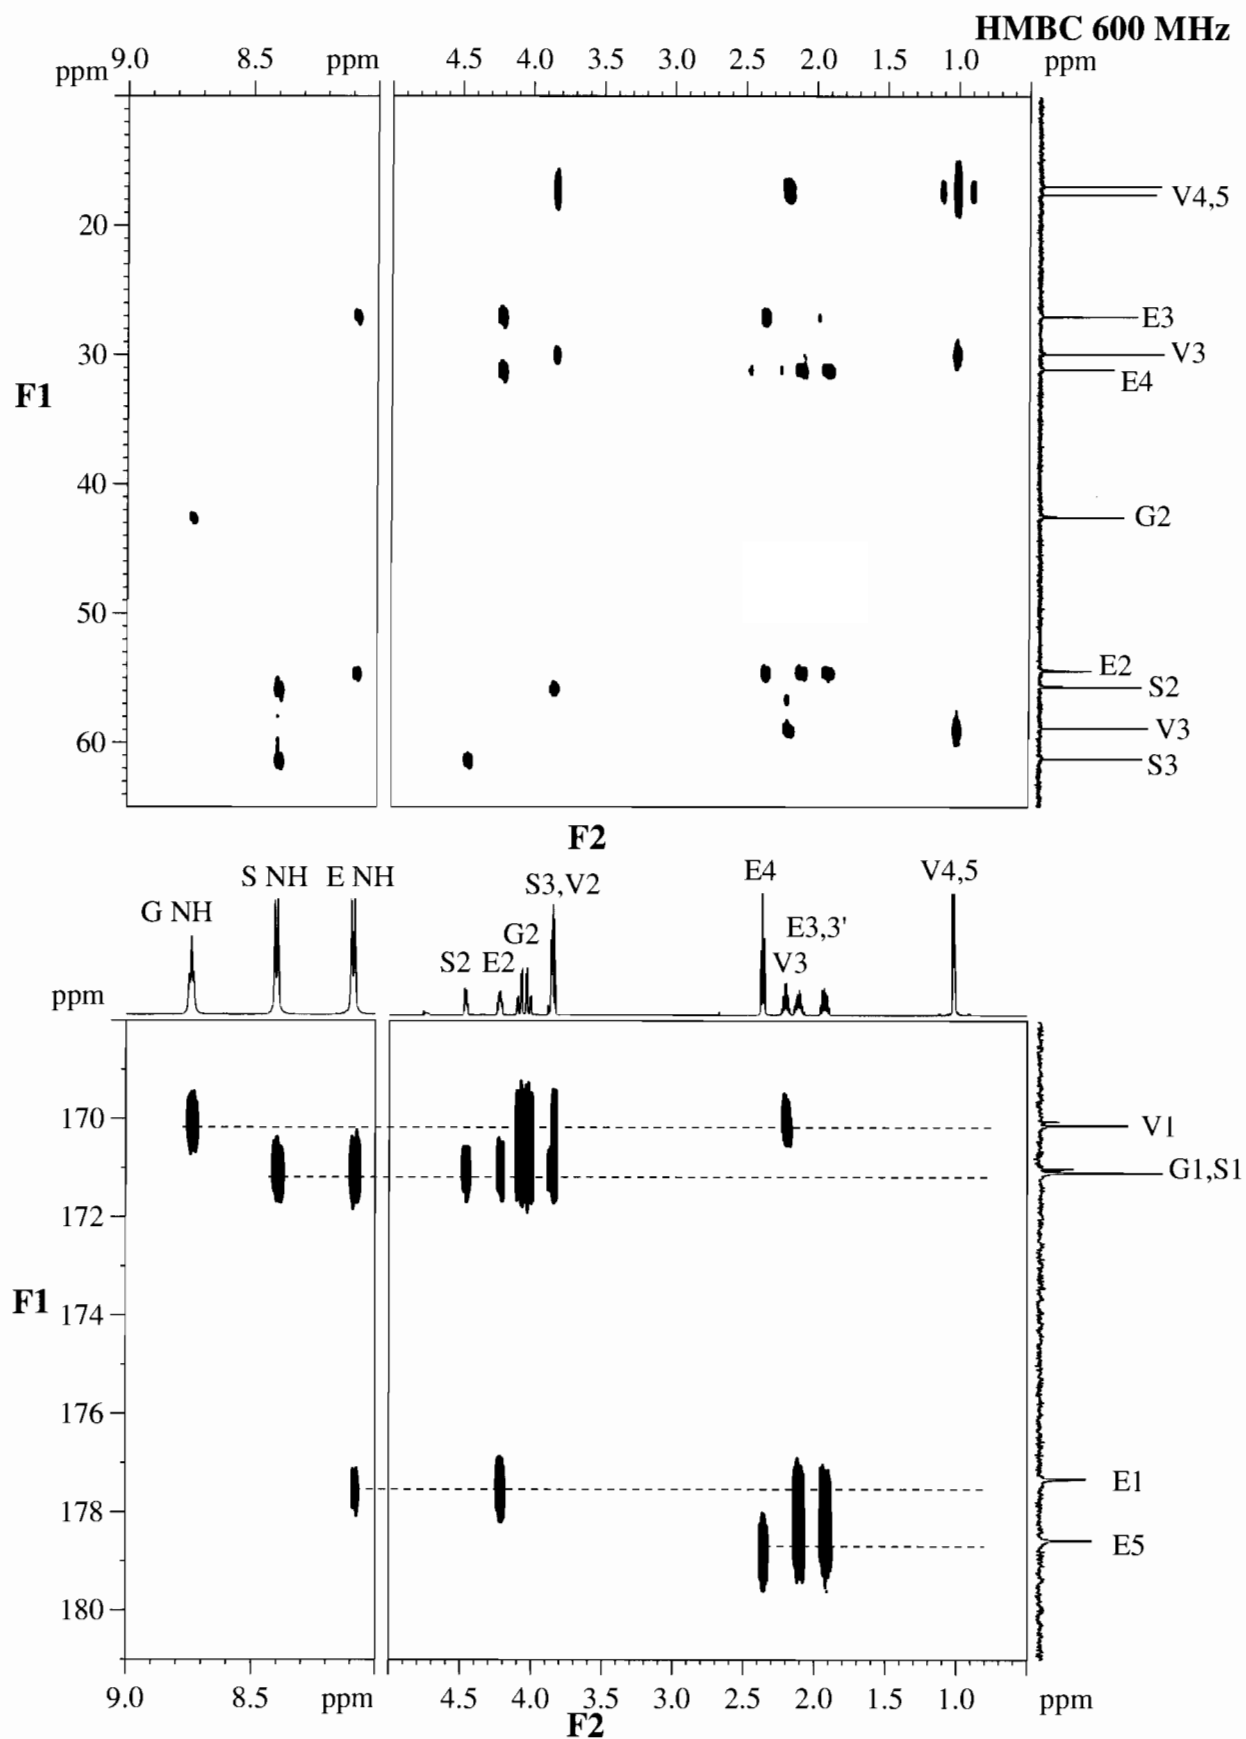 HMBC 600 MHz
ppm 9.0 8.5 ppm 4.5 4.0 3.5 3.0 2.5 2.0 1.5 1.0 ppm
V4,5
20
E3
30
V3
E4
F1
40
G2
50
E2
S2
V3
60
S3
F2
S NH E NH S3,V2 E4 V4,5
G NH
G2 E3,3'
S2 E2 V3
ppm
170
V1
G1,S1
172
F1 174
176
E1
178
E5
180
9.0 8.5 ppm 4.5 4.0 3.5 3.0 2.5 2.0 1.5 1.0 ppm
F2